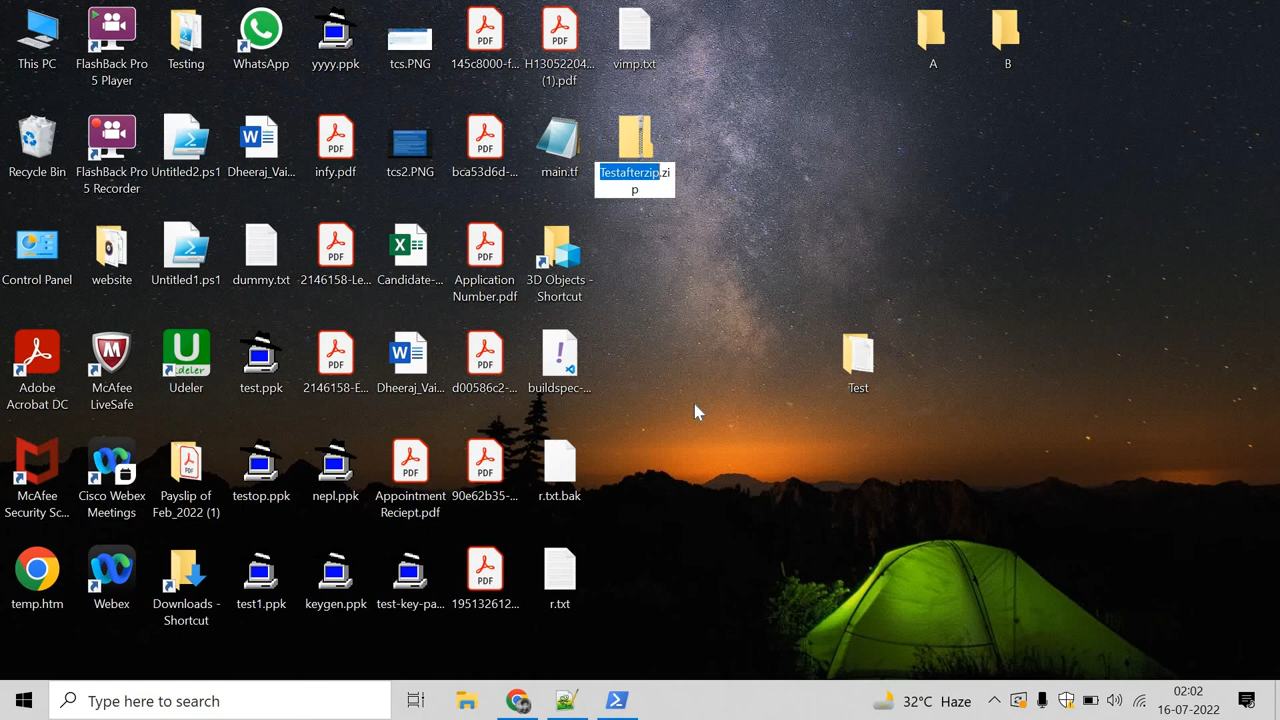 This PC
FlashBack Pro
5 Player
Testing
WhatsApp
yyyy.ppk
tcs.PNG
145c8000-f...
H13052204...
(1).pdf
vimp.txt
A
B
Recycle Bin
FlashBack Pro
5 Recorder
Untitled2.ps1
Dheeraj_Vai...
infy.pdf
tcs2.PNG
bca53d6d-...
main.tf
Testafterzip.zi
p
Control Panel
website
Untitled1.ps1
dummy.txt
2146158-Le...
Candidate-...
Application
Number.pdf
3D Objects -
Shortcut
Adobe
Acrobat DC
McAfee
LiveSafe
Udeler
test.ppk
2146158-E...
Dheeraj_Vai...
d00586c2-...
buildspec-...
Test
McAfee
Security Sc...
Cisco Webex
Meetings
Payslip of
Feb_2022 (1)
testop.ppk
nepl.ppk
Appointment
Reciept.pdf
90e62b35-...
r.txt.bak
temp.htm
Webex
Downloads -
Shortcut
test1.ppk
keygen.ppk
test-key-pa...
195132612...
r.txt
Type here to search
32°C Haze
02:02
16-07-2022